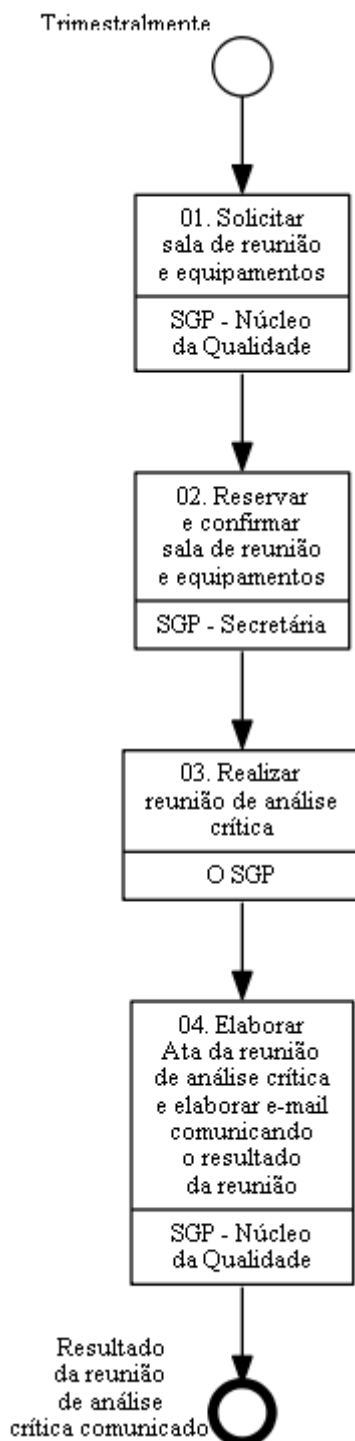 Trimestralmente
01. Solicitar
sala de reunião
e equipamentos
SGP - Núcleo
da Qualidade
02. Reservar
e confirmar
sala de reunião
e equipamentos
SGP - Secretária
03. Realizar
reunião de análise
crítica
O SGP
04. Elaborar
Ata da reunião
de análise crítica
e elaborar e-mail
comunicando
o resultado
da reunião
SGP - Núcleo
da Qualidade
Resultado
da reunião
de análise
crítica comunicado